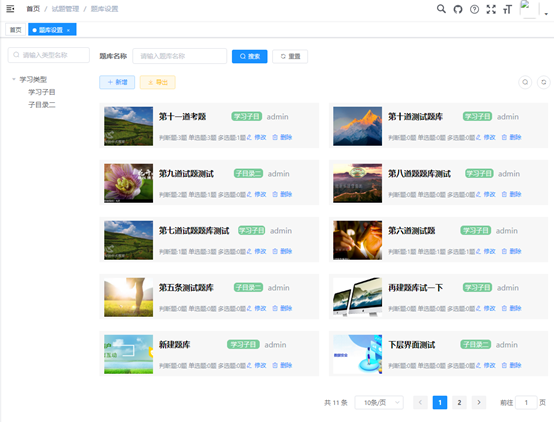 首页 / 试题管理 / 题库设置
首页 题库设置 ×
请输入类型名称
学习类型
学习子目
子目录二
题库名称 请输入题库名称 搜索 重置
+ 新增 导出
第十一道考题 学习子目 admin
判断题:3题 单选题:3题 多选题:1题 修改 删除
第十道测试题库 学习子目 admin
判断题:0题 单选题:0题 多选题:0题 修改 删除
第九道试题测试 子目录二 admin
判断题:2题 单选题:1题 多选题:0题 修改 删除
第八道题题库测试 学习子目 admin
判断题:0题 单选题:0题 多选题:0题 修改 删除
第七道试题题库测试 学习子目 admin
判断题:1题 单选题:1题 多选题:1题 修改 删除
第六道测试题 学习子目 admin
判断题:1题 单选题:3题 多选题:0题 修改 删除
第五条测试题库 子目录二 admin
判断题:0题 单选题:0题 多选题:0题 修改 删除
再建题库试一下 子目录二 admin
判断题:0题 单选题:0题 多选题:0题 修改 删除
新建题库 学习子目 admin
判断题:0题 单选题:0题 多选题:0题 修改 删除
下层界面测试 子目录二 admin
判断题:0题 单选题:0题 多选题:0题 修改 删除
共 11 条 10条/页 < 1 2 > 前往 1 页